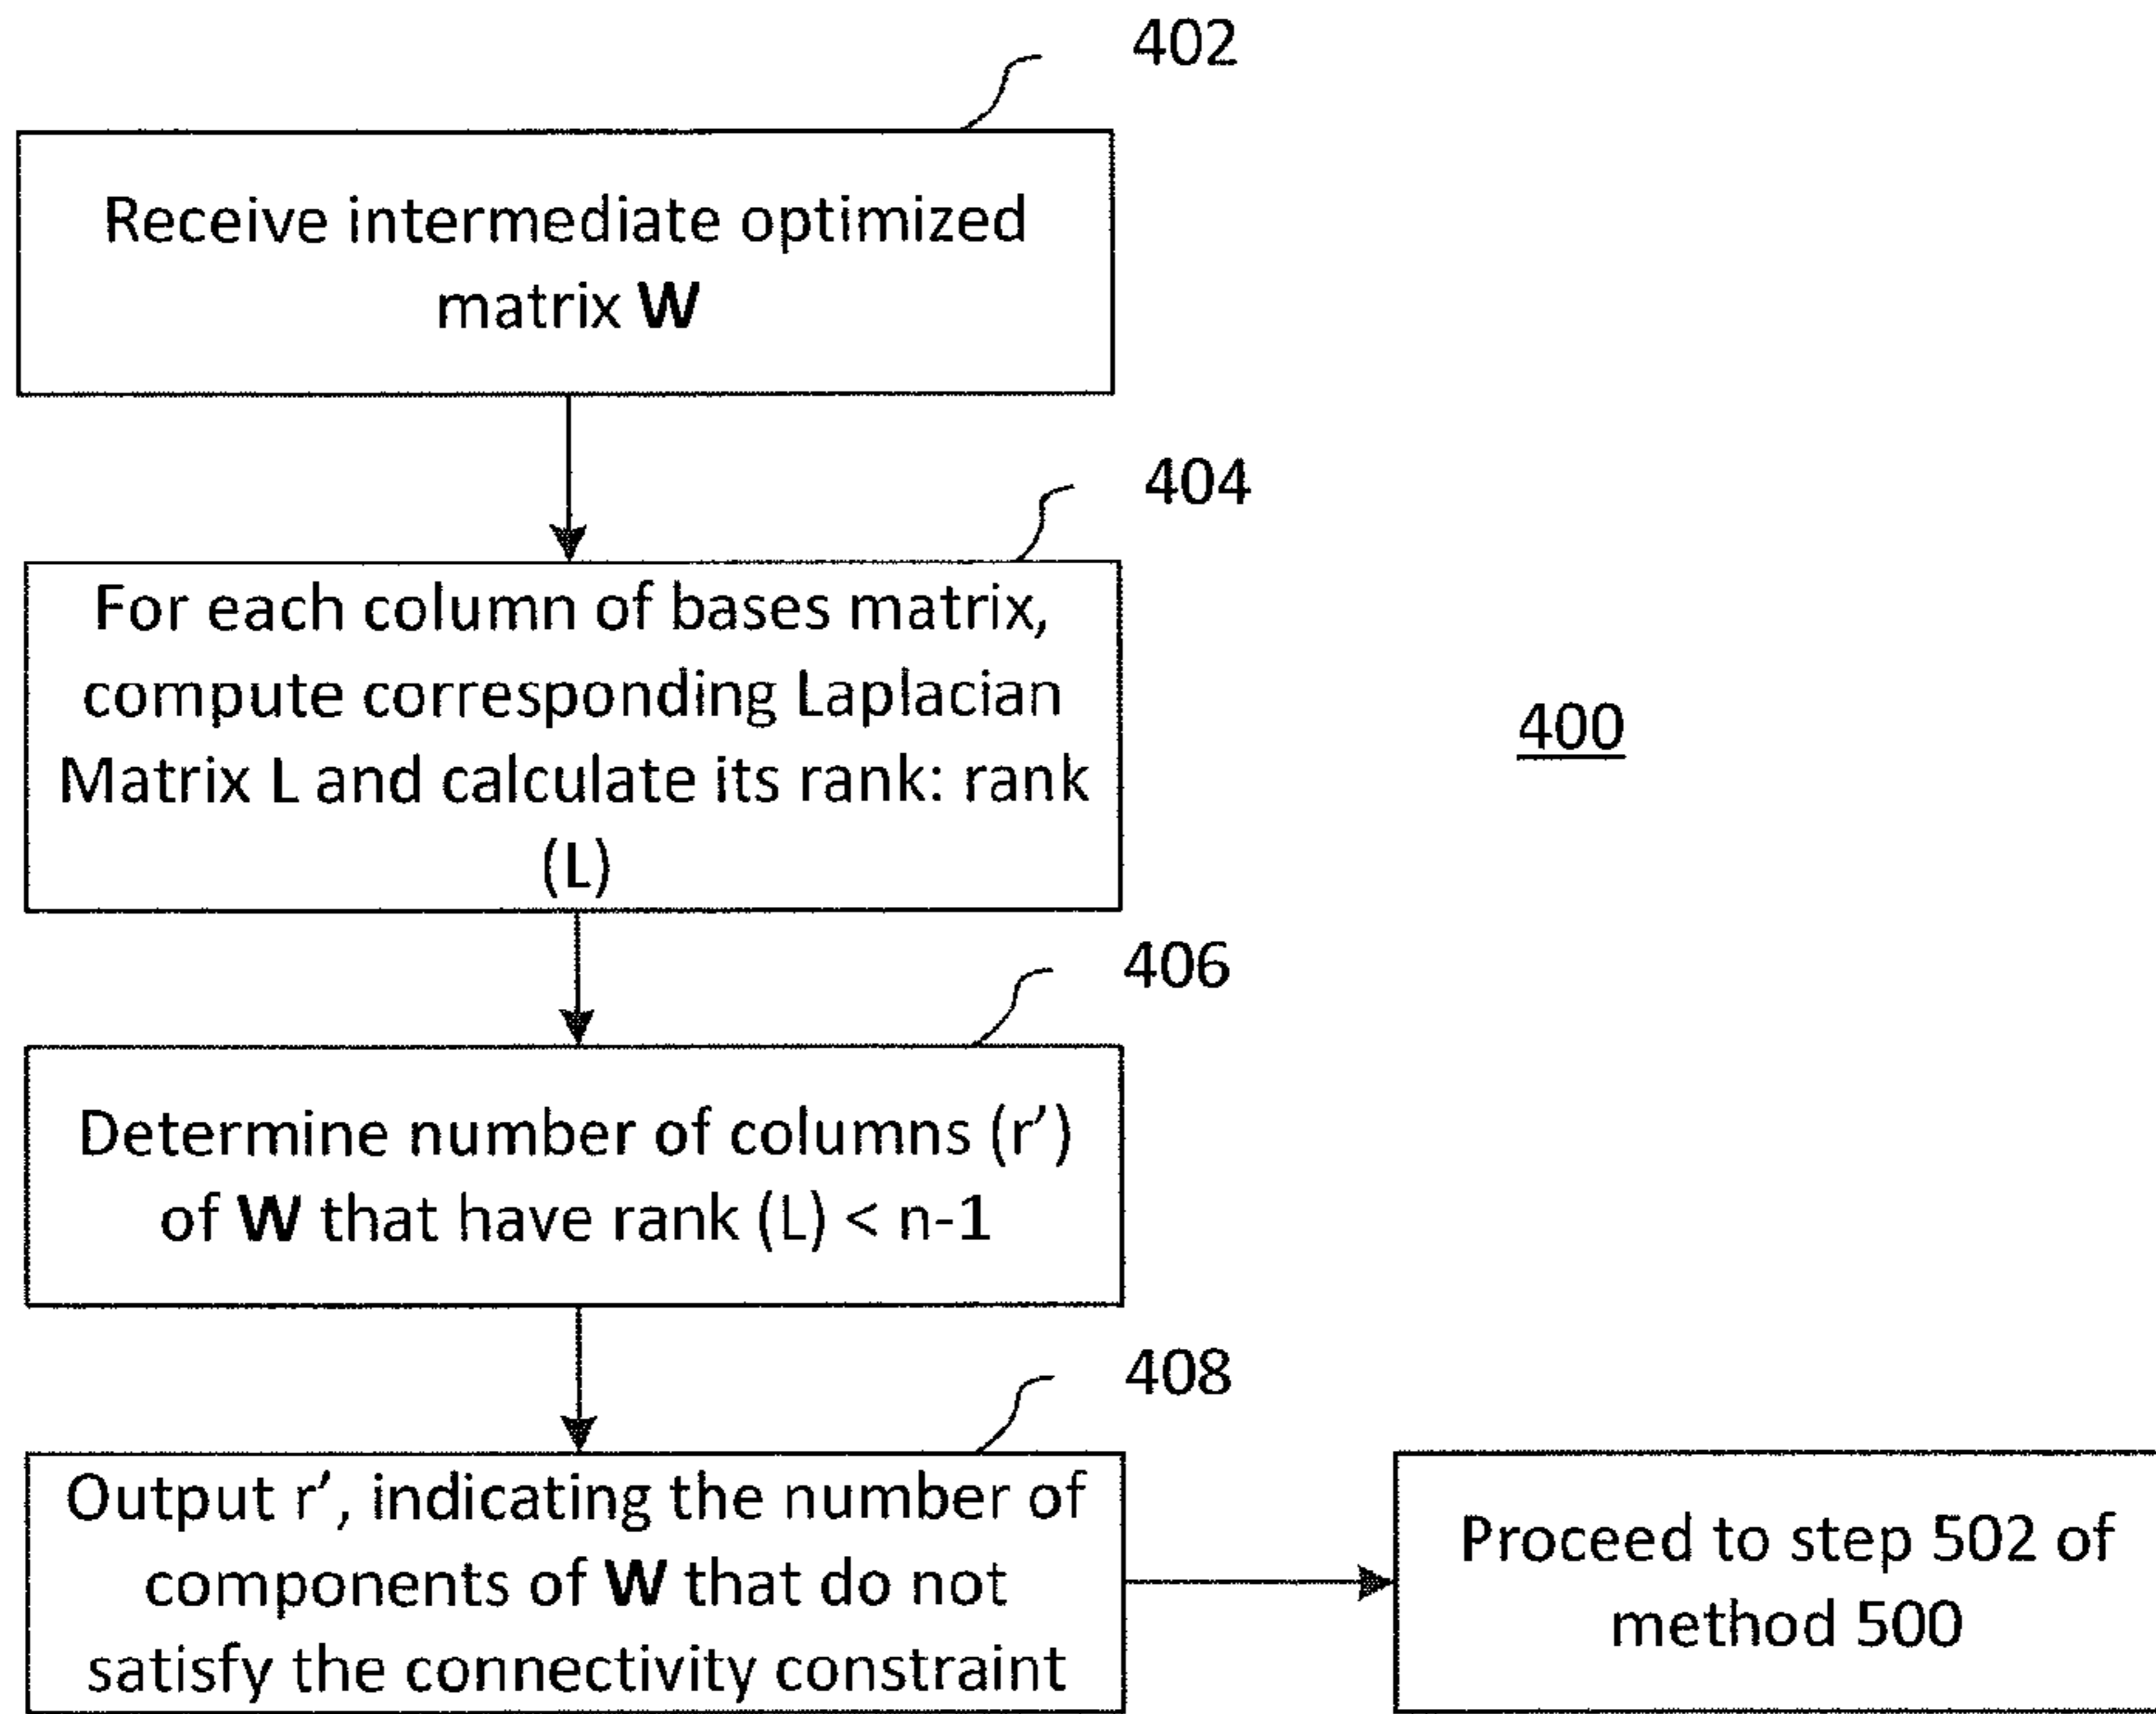 402
Receive intermediate optimized
matrix W
404
For each column of bases matrix,
compute corresponding Laplacian
Matrix L and calculate its rank: rank
(L)
400
406
Determine number of columns (r’)
of W that have rank (L) < n-1
408
Output r’, indicating the number of
components of W that do not
satisfy the connectivity constraint
Proceed to step 502 of
method 500